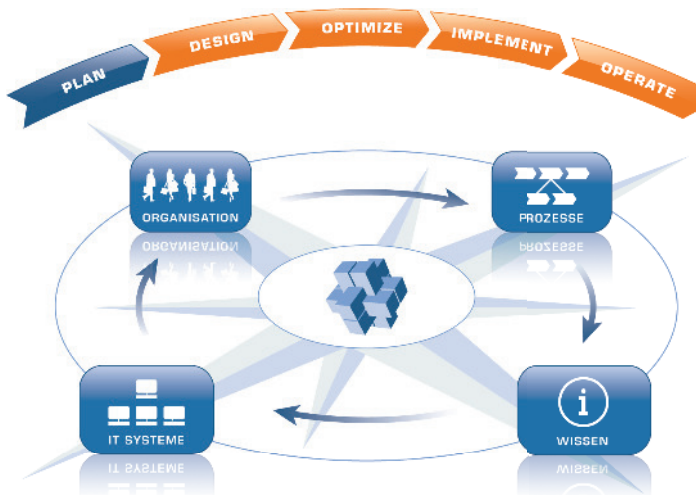 PLAN
DESIGN
OPTIMIZE
IMPLEMENT
OPERATE
ORGANISATION
PROZESSE
IT SYSTEME
WISSEN